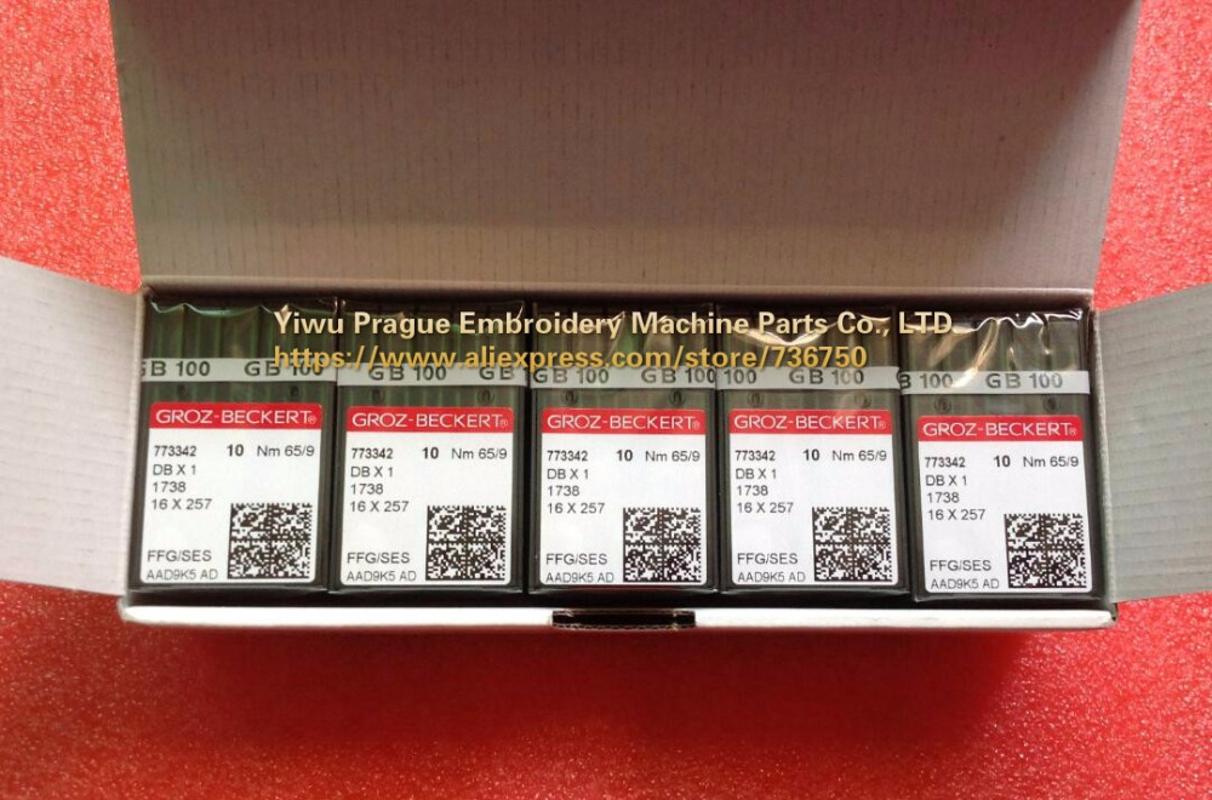 Yiwu Prague Embroidery Machine Parts Co., LTD.
https://www.aliexpress.com/store/736750
GB 100 GB 100
GROZ-BECKERT®
773342 10 Nm 65/9
DB X 1
1738
16 X 257
FFG/SES
AAD9K5 AD
GB 100 GB
GROZ-BECKERT®
773342 10 Nm 65/9
DB X 1
1738
16 X 257
FFG/SES
AAD9K5 AD
GB 100 GB 100
GROZ-BECKERT®
773342 10 Nm 65/9
DB X 1
1738
16 X 257
FFG/SES
AAD9K5 AD
100 GB 100
GROZ-BECKERT®
773342 10 Nm 65/9
DB X 1
1738
16 X 257
FFG/SES
AAD9K5 AD
B 100 GB 100
GROZ-BECKERT®
773342 10 Nm 65/9
DB X 1
1738
16 X 257
FFG/SES
AAD9K5 AD